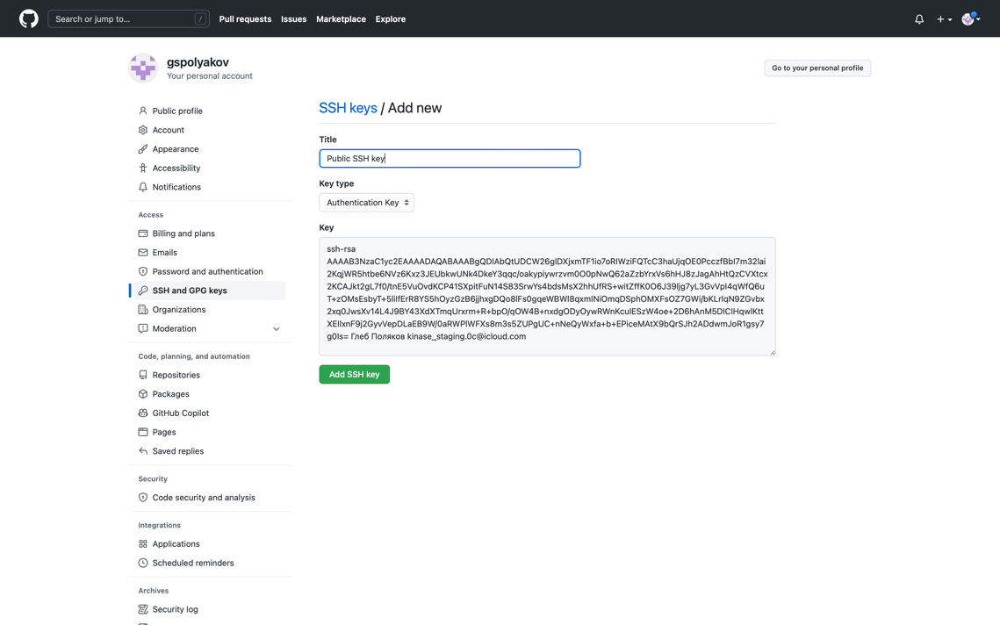 Search or jump to... /
Pull requests Issues Marketplace Explore
gspolyakov
Your personal account
Go to your personal profile
Public profile
Account
Appearance
Accessibility
Notifications
Access
Billing and plans
Emails
Password and authentication
SSH and GPG keys
Organizations
Moderation
Code, planning, and automation
Repositories
Packages
GitHub Copilot
Pages
Saved replies
Security
Code security and analysis
Integrations
Applications
Scheduled reminders
Archives
Security log
SSH keys / Add new
Title
Public SSH key
Key type
Authentication Key
Key
ssh-rsa
AAAAB3NzaC1yc2EAAAADAQABAAABgQDIAbQtUDCW26glDXjxmTF1io7oRIWziFQTcC3haUjqOE0PcczfBbl7m32lai
2KqjWR5htbe6NVz6Kxz3JEUbkwUNk4DkeY3qqc/oakypiywrzvm0O0pNwQ62aZzbYrxVs6hHJ8zJagAhHtQzCVXtcx
2KCAJkt2gL7f0/tnE5VuOvdKCP41SXpitFuN14S83SrwYs4bdsMsX2hhUfRS+witZffK0O6J39ljg7yL3GvVpl4qWfQ6u
T+zOMsEsbyT+5IilfErR8YS5hOyzGzB6jjhxgDQo8lFs0gqeWBWl8qxmlNiOmqDSphOMXFsOZ7GWi/bKLrlqN9ZGvbx
2xq0JwsXv14L4J9BY43XdXTmqUrxrm+R+bpO/qOW4B+nxdgODyOywRWnKculESzW4oe+2D6hAnM5DICIHqwlKtt
XEllxnF9j2GyvVepDLaEB9W/0aRWPIWFXs8m3s5ZUPgUC+nNeQyWxfa+b+EPiceMAtX9bQrSJh2ADdwmJoR1gsy7
g0ls= Глеб Поляков kinase_staging.0c@icloud.com
Add SSH key